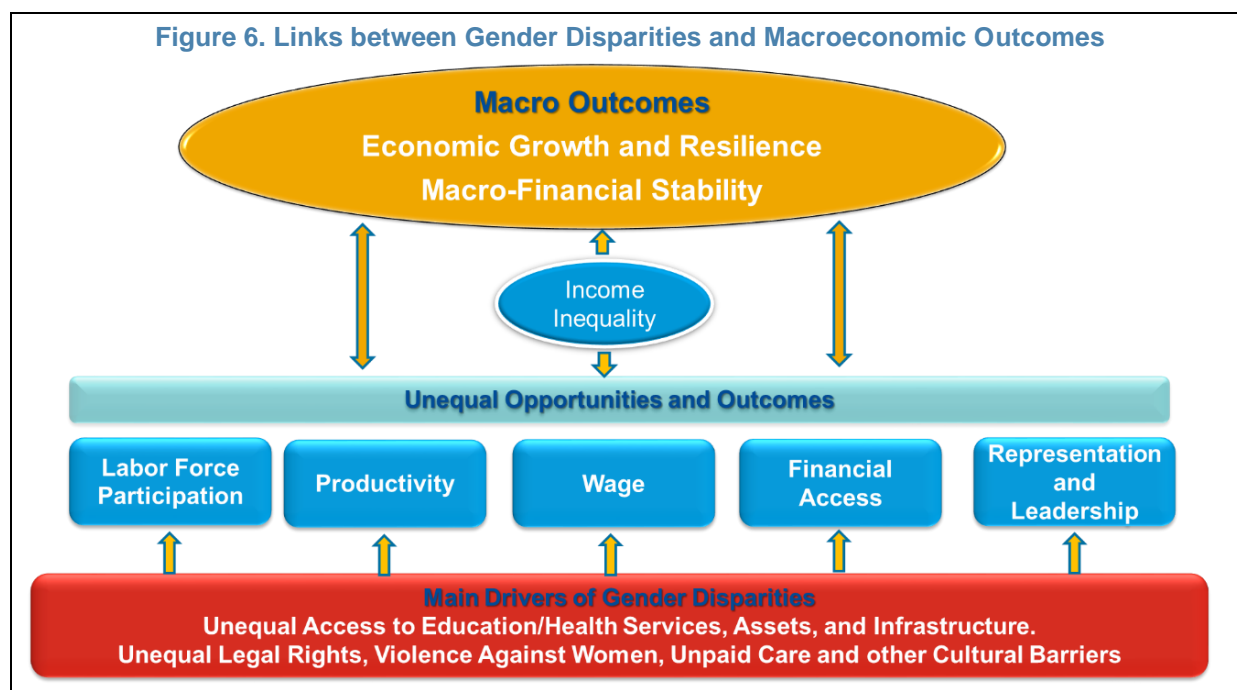 Figure 6. Links between Gender Disparities and Macroeconomic Outcomes
Macro Outcomes
Economic Growth and Resilience
Macro-Financial Stability
Income
Inequality
Unequal Opportunities and Outcomes
Labor Force
Participation
Productivity
Wage
Financial
Access
Representation
and
Leadership
Main Drivers of Gender Disparities
Unequal Access to Education/Health Services, Assets, and Infrastructure.
Unequal Legal Rights, Violence Against Women, Unpaid Care and other Cultural Barriers